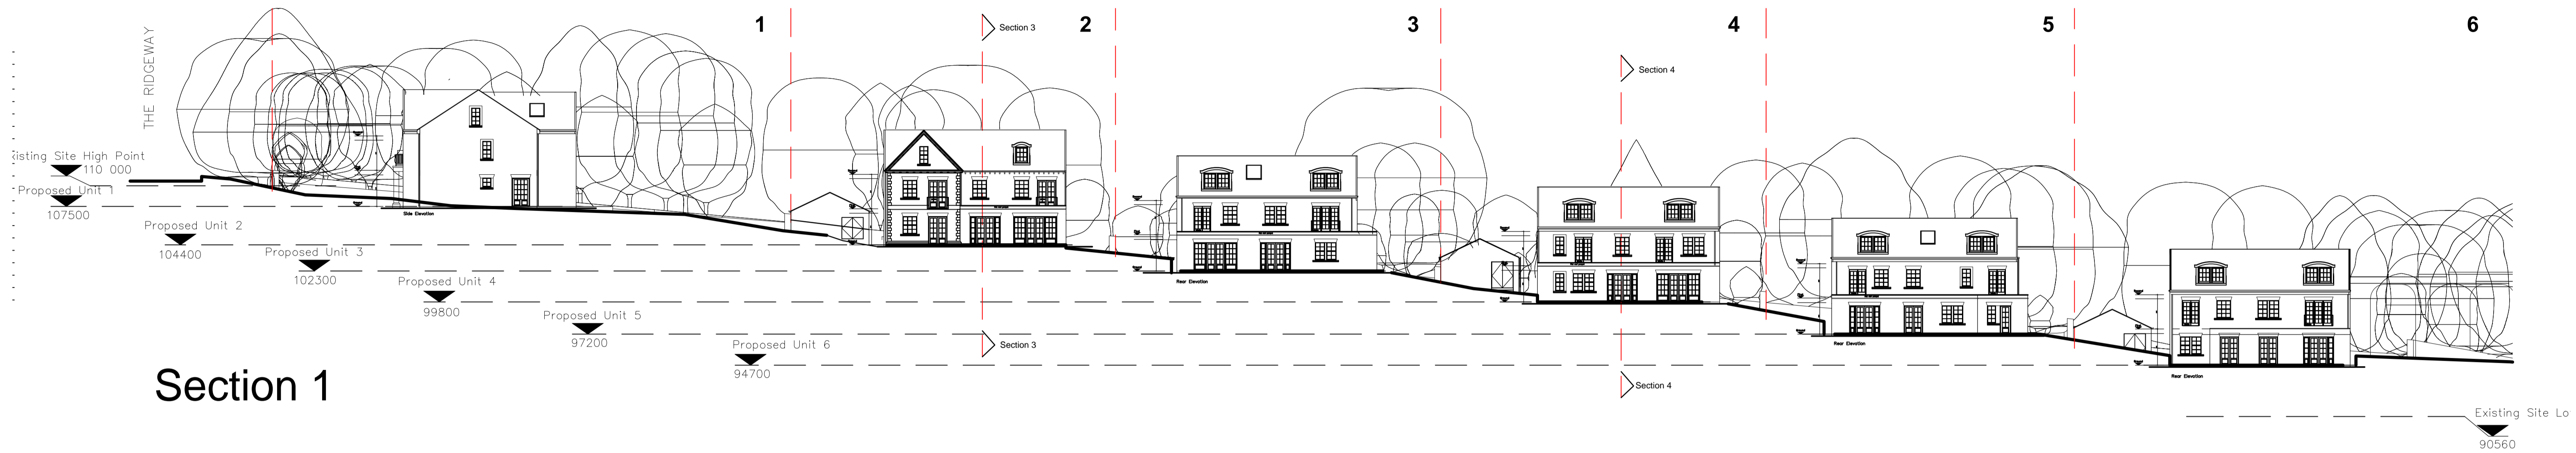 THE RIDGEWAY
1
Section 3
2
3
4
5
6
Section 4
isting Site High Point
110 000
Proposed Unit 1
107500
Side Elevation
Proposed Unit 2
104400
Proposed Unit 3
102300
Rear Elevation
Proposed Unit 4
99800
Proposed Unit 5
97200
Section 3
Rear Elevation
Proposed Unit 6
94700
Rear Elevation
Section 1
Section 4
Existing Site Lo
90560